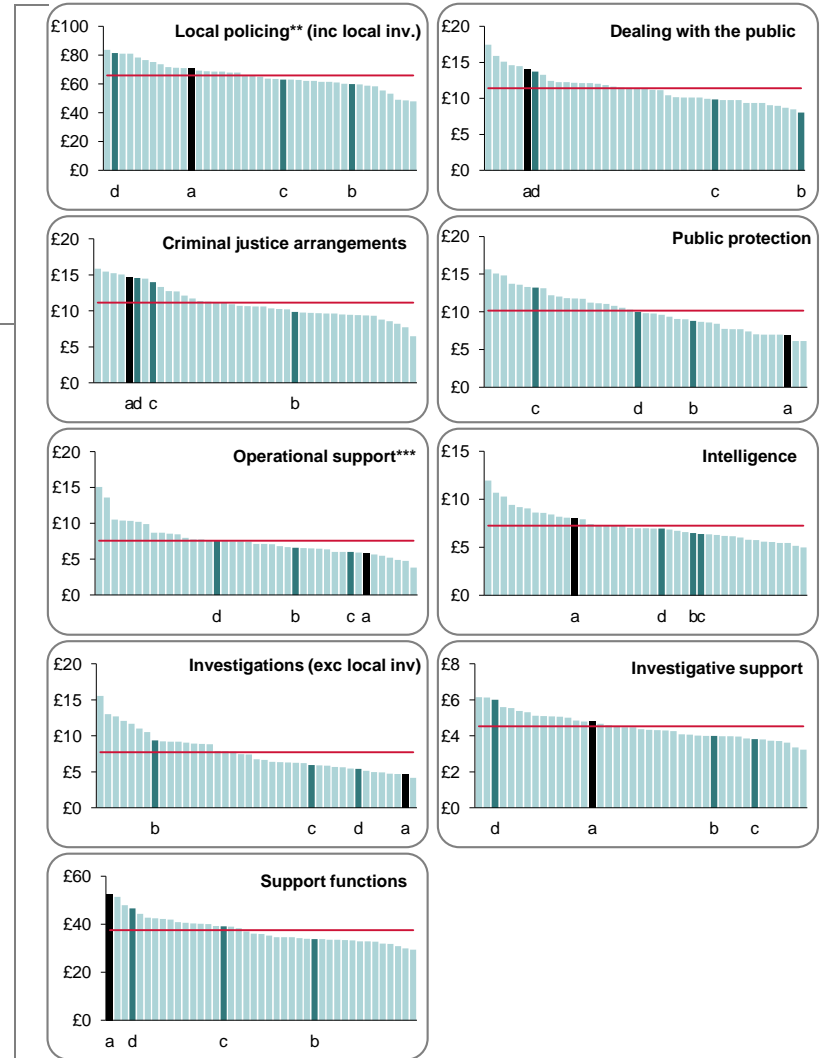 Local policing** (inc local inv.)
£100
£80
£60
£40
£20
£0
d a c b
Dealing with the public
£20
£15
£10
£5
£0
ad c b
Criminal justice arrangements
£20
£15
£10
£5
£0
ad c b
Public protection
£20
£15
£10
£5
£0
c d b a
Operational support***
£20
£15
£10
£5
£0
d b c a
Intelligence
£15
£10
£5
£0
a d bc
Investigations (exc local inv)
£20
£15
£10
£5
£0
b c d a
Investigative support
£8
£6
£4
£2
£0
d a b c
Support functions
£60
£40
£20
£0
a d c b